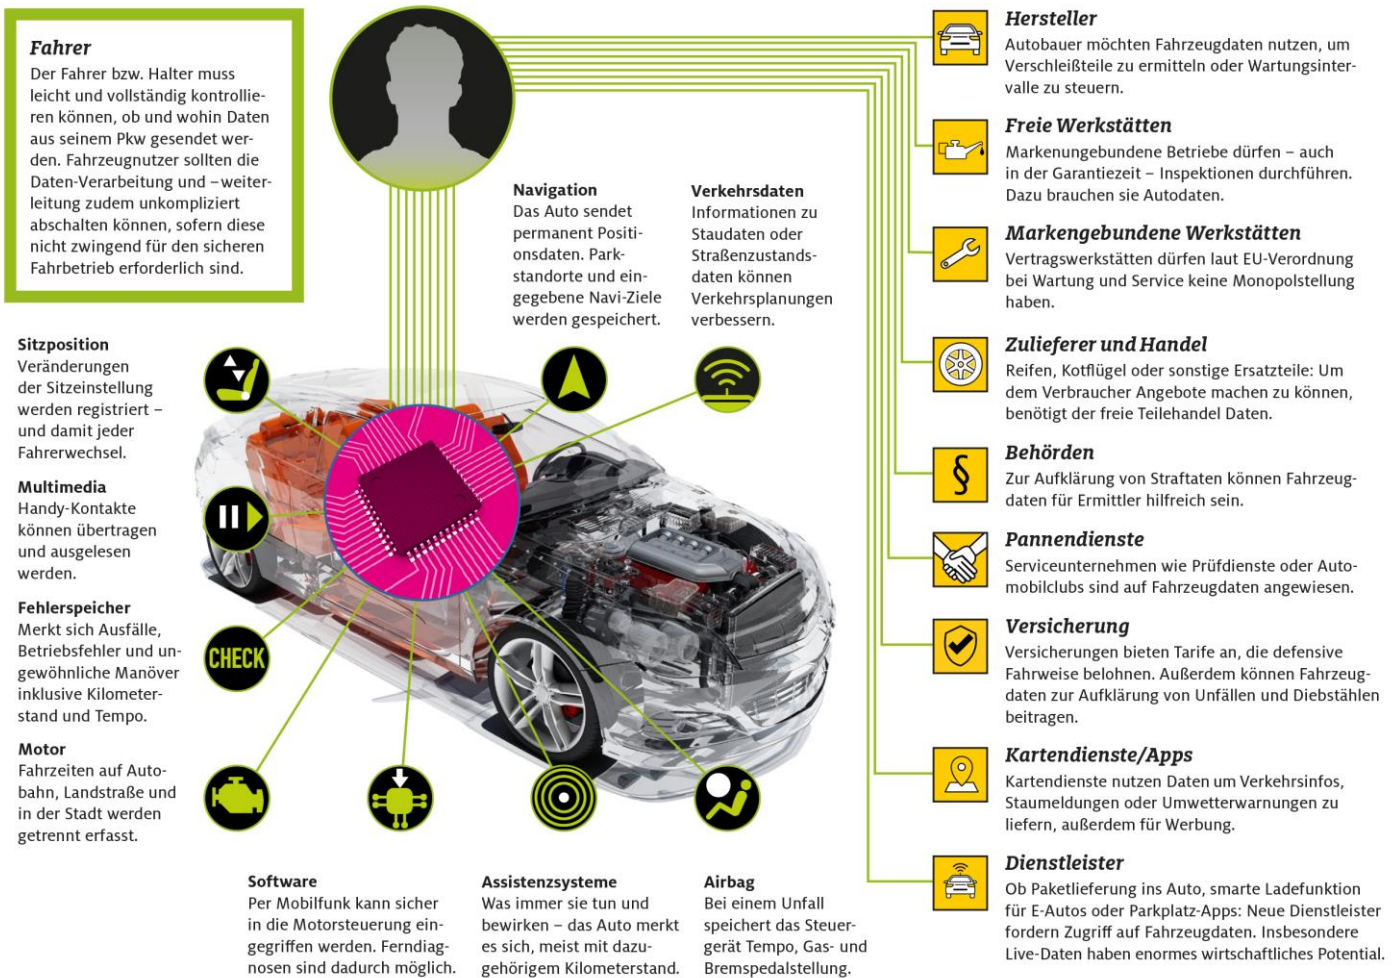 Fahrer
Der Fahrer bzw. Halter muss
leicht und vollständig kontrollie-
ren können, ob und wohin Daten
aus seinem Pkw gesendet wer-
den. Fahrzeugnutzer sollten die
Daten-Verarbeitung und –weiter-
leitung zudem unkompliziert
abschalten können, sofern diese
nicht zwingend für den sicheren
Fahrbetrieb erforderlich sind.
Navigation
Das Auto sendet
permanent Positi-
onsdaten. Park-
standorte und ein-
gegebene Navi-Ziele
werden gespeichert.
Verkehrsdaten
Informationen zu
Staudaten oder
Straßenzustands-
daten können
Verkehrsplanungen
verbessern.
Sitzposition
Veränderungen
der Sitzeinstellung
werden registriert –
und damit jeder
Fahrerwechsel.
Multimedia
Handy-Kontakte
können übertragen
und ausgelesen
werden.
Fehlerspeicher
Merkt sich Ausfälle,
Betriebsfehler und un-
gewöhnliche Manöver
inklusive Kilometer-
stand und Tempo.
CHECK
Motor
Fahrzeiten auf Auto-
bahn, Landstraße und
in der Stadt werden
getrennt erfasst.
Software
Per Mobilfunk kann sicher
in die Motorsteuerung ein-
gegriffen werden. Ferndiag-
nosen sind dadurch möglich.
Assistenzsysteme
Was immer sie tun und
bewirken – das Auto merkt
es sich, meist mit dazu-
gehörigem Kilometerstand.
Airbag
Bei einem Unfall
speichert das Steuer-
gerät Tempo, Gas- und
Bremspedalstellung.
Hersteller
Autobauer möchten Fahrzeugdaten nutzen, um
Verschleißteile zu ermitteln oder Wartungsinter-
valle zu steuern.
Freie Werkstätten
Markenungebundene Betriebe dürfen – auch
in der Garantiezeit – Inspektionen durchführen.
Dazu brauchen sie Autodaten.
Markengebundene Werkstätten
Vertragswerkstätten dürfen laut EU-Verordnung
bei Wartung und Service keine Monopolstellung
haben.
Zulieferer und Handel
Reifen, Kotflügel oder sonstige Ersatzteile: Um
dem Verbraucher Angebote machen zu können,
benötigt der freie Teilehandel Daten.
§
Behörden
Zur Aufklärung von Straftaten können Fahrzeug-
daten für Ermittler hilfreich sein.
Pannendienste
Serviceunternehmen wie Prüfdienste oder Auto-
mobilclubs sind auf Fahrzeugdaten angewiesen.
Versicherung
Versicherungen bieten Tarife an, die defensive
Fahrweise belohnen. Außerdem können Fahrzeug-
daten zur Aufklärung von Unfällen und Diebstählen
beitragen.
Kartendienste/Apps
Kartendienste nutzen Daten um Verkehrsinfos,
Staumeldungen oder Umwetterwarnungen zu
liefern, außerdem für Werbung.
Dienstleister
Ob Paketlieferung ins Auto, smarte Ladefunktion
für E-Autos oder Parkplatz-Apps: Neue Dienstleister
fordern Zugriff auf Fahrzeugdaten. Insbesondere
Live-Daten haben enormes wirtschaftliches Potential.